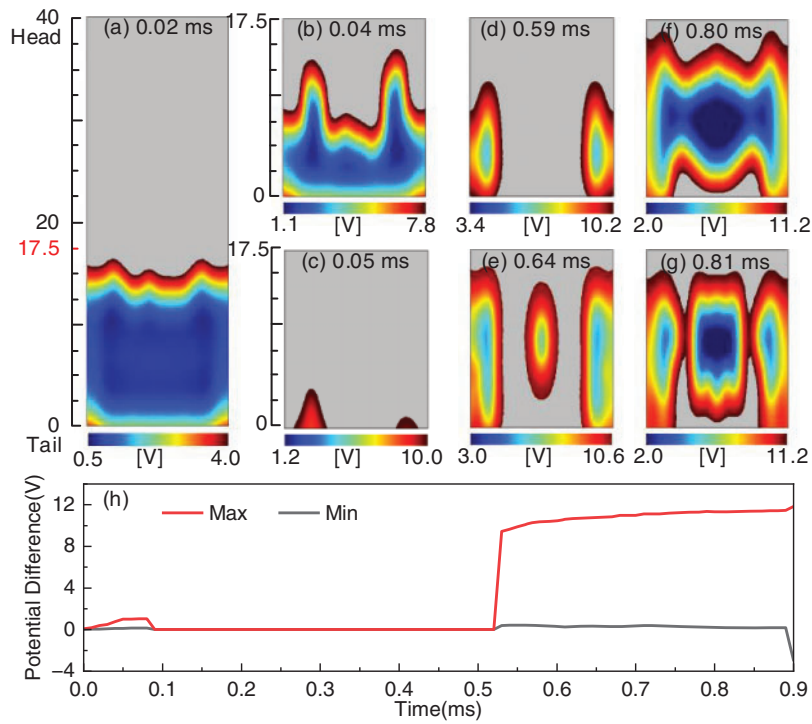 40
Head
20
17.5
0
Tail
(a) 0.02 ms
0.5 [V] 4.0
17.5
0
(b) 0.04 ms
1.1 [V] 7.8
17.5
0
(c) 0.05 ms
1.2 [V] 10.0
(d) 0.59 ms
3.4 [V] 10.2
(e) 0.64 ms
3.0 [V] 10.6
(f) 0.80 ms
2.0 [V] 11.2
(g) 0.81 ms
2.0 [V] 11.2
(h)
Max Min
Potential Difference(V)
12
8
4
0
−4
0.0 0.1 0.2 0.3 0.4 0.5 0.6 0.7 0.8 0.9
Time(ms)